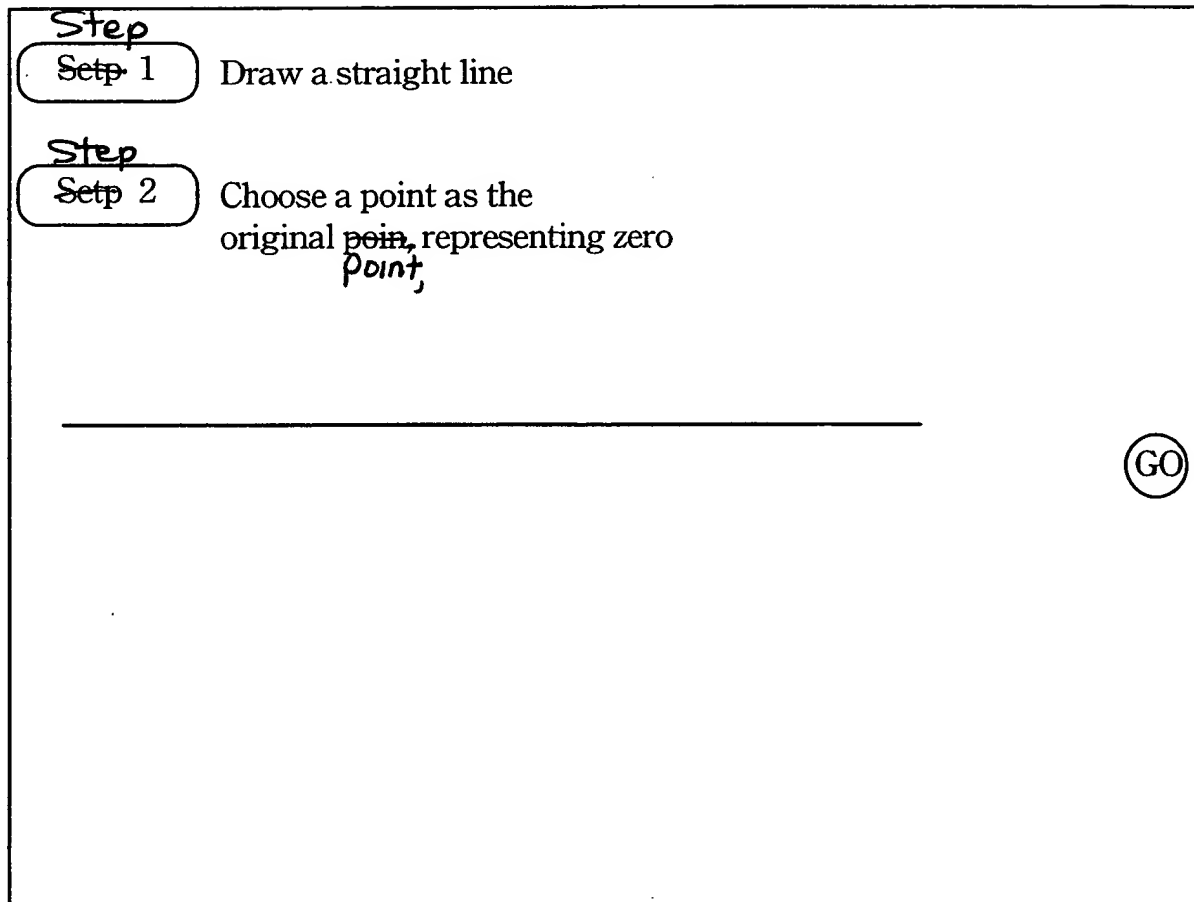 Step
Setp 1 Draw a straight line
Step
Setp 2 Choose a point as the
original poin, representing zero
point,
GO